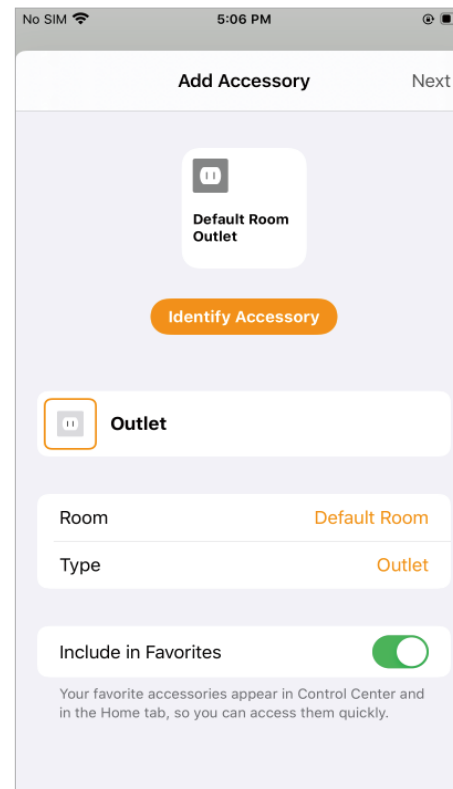 No SIM 5:06 PM
Add Accessory Next
Default Room
Outlet
Identify Accessory
Outlet
Room Default Room
Type Outlet
Include in Favorites
Your favorite accessories appear in Control Center and
in the Home tab, so you can access them quickly.